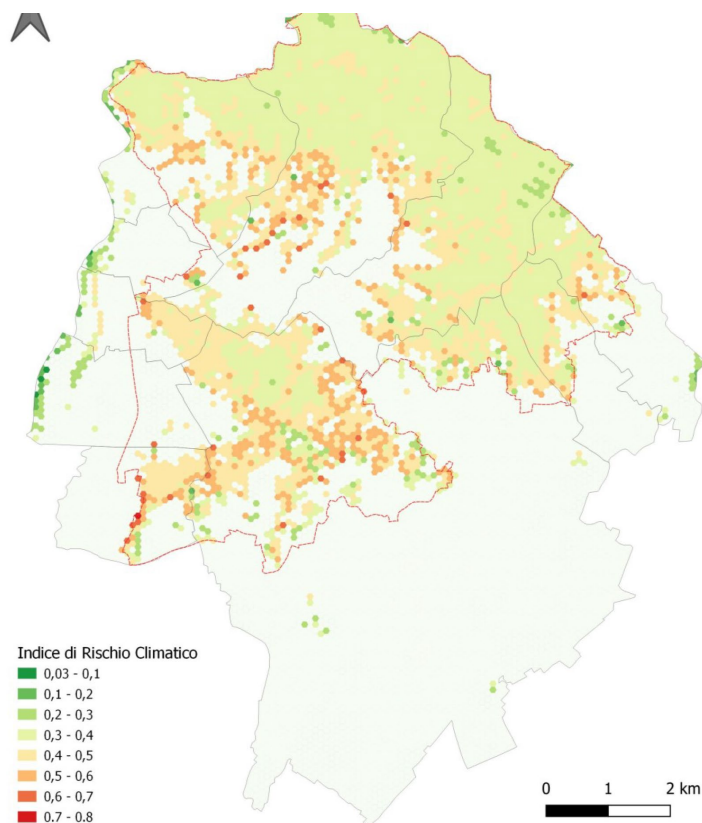 Indice di Rischio Climatico
0,03 - 0,1
0,1 - 0,2
0,2 - 0,3
0,3 - 0,4
0,4 - 0,5
0,5 - 0,6
0,6 - 0,7
0,7 - 0,8
0 1 2 km